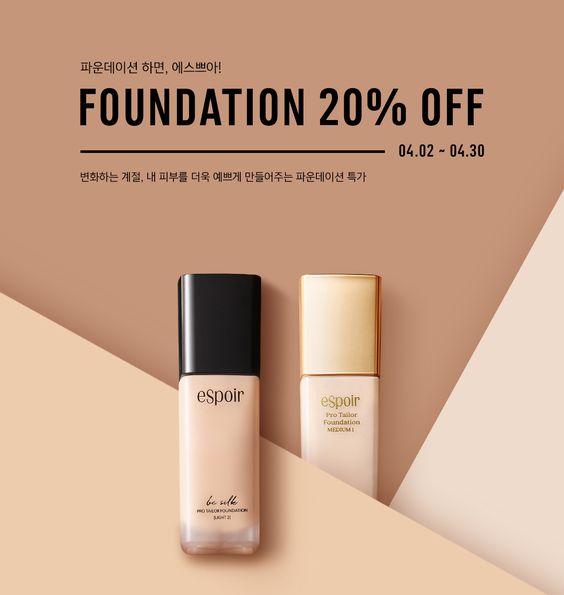 파운데이션 하면, 에스쁘아!
FOUNDATION 20% OFF
04.02 ~ 04.30
변화하는 계절, 내 피부를 더욱 예쁘게 만들어주는 파운데이션 특가
espoir
be silk
PRO TAILOR FOUNDATION
[LIGHT 2]
espoir
Pro Tailor
Foundation
MEDIUM 1